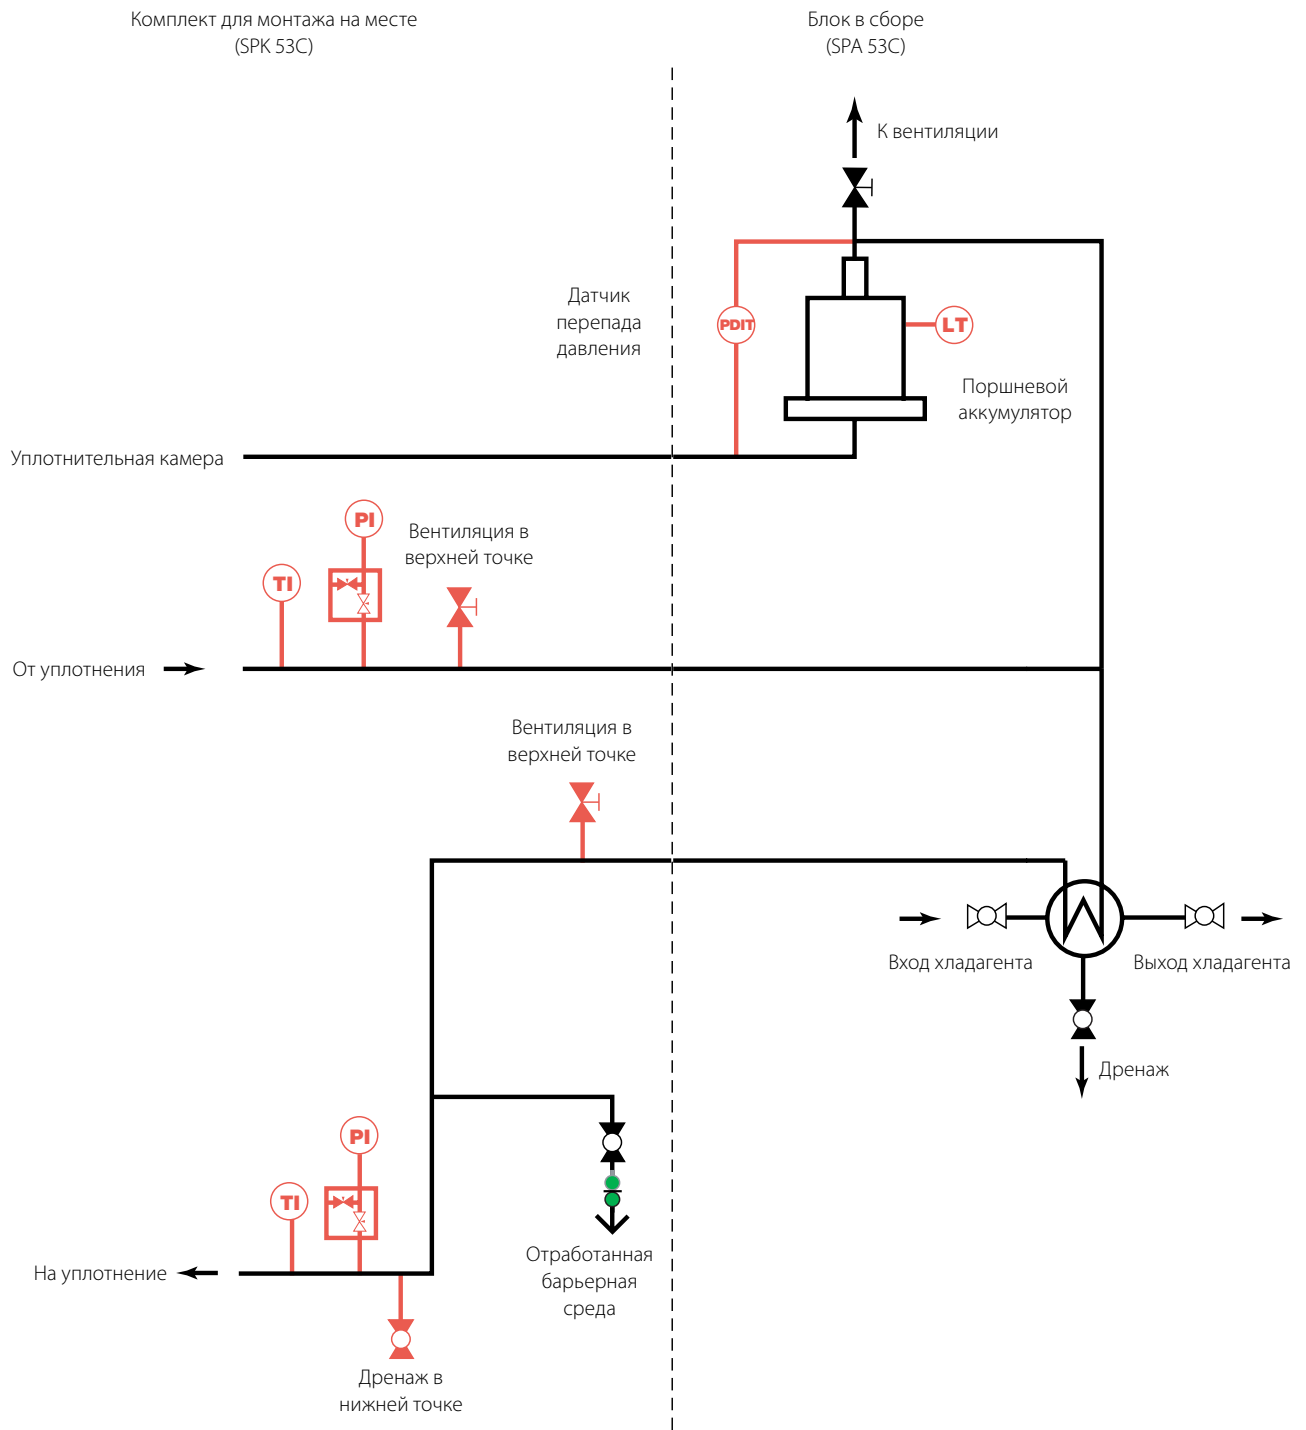 Комплект для монтажа на месте
(SPK 53C)
Блок в сборе
(SPA 53C)
К вентиляции
Датчик
перепада
давления
PDIT
LT
Поршневой
аккумулятор
Уплотнительная камера
PI
Вентиляция в
верхней точке
TI
От уплотнения
Вентиляция в
верхней точке
Вход хладагента
Выход хладагента
Дренаж
PI
TI
Отработанная
барьерная
среда
На уплотнение
Дренаж в
нижней точке